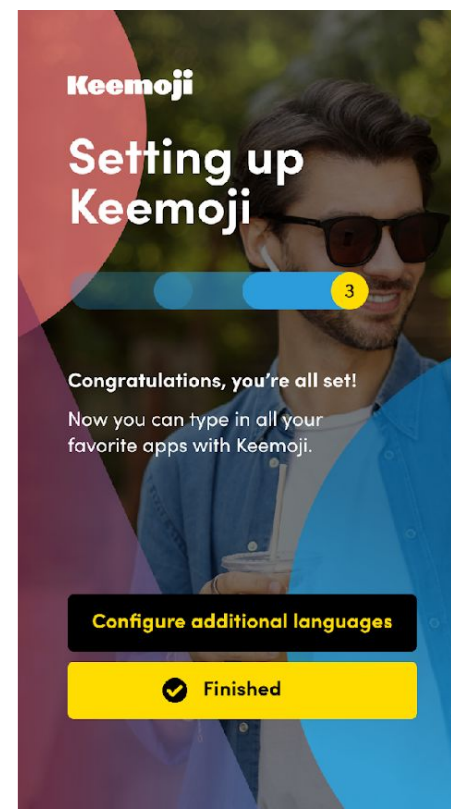 Keemoji
Setting up
Keemoji
3
Congratulations, you're all set!
Now you can type in all your
favorite apps with Keemoji.
Configure additional languages
Finished